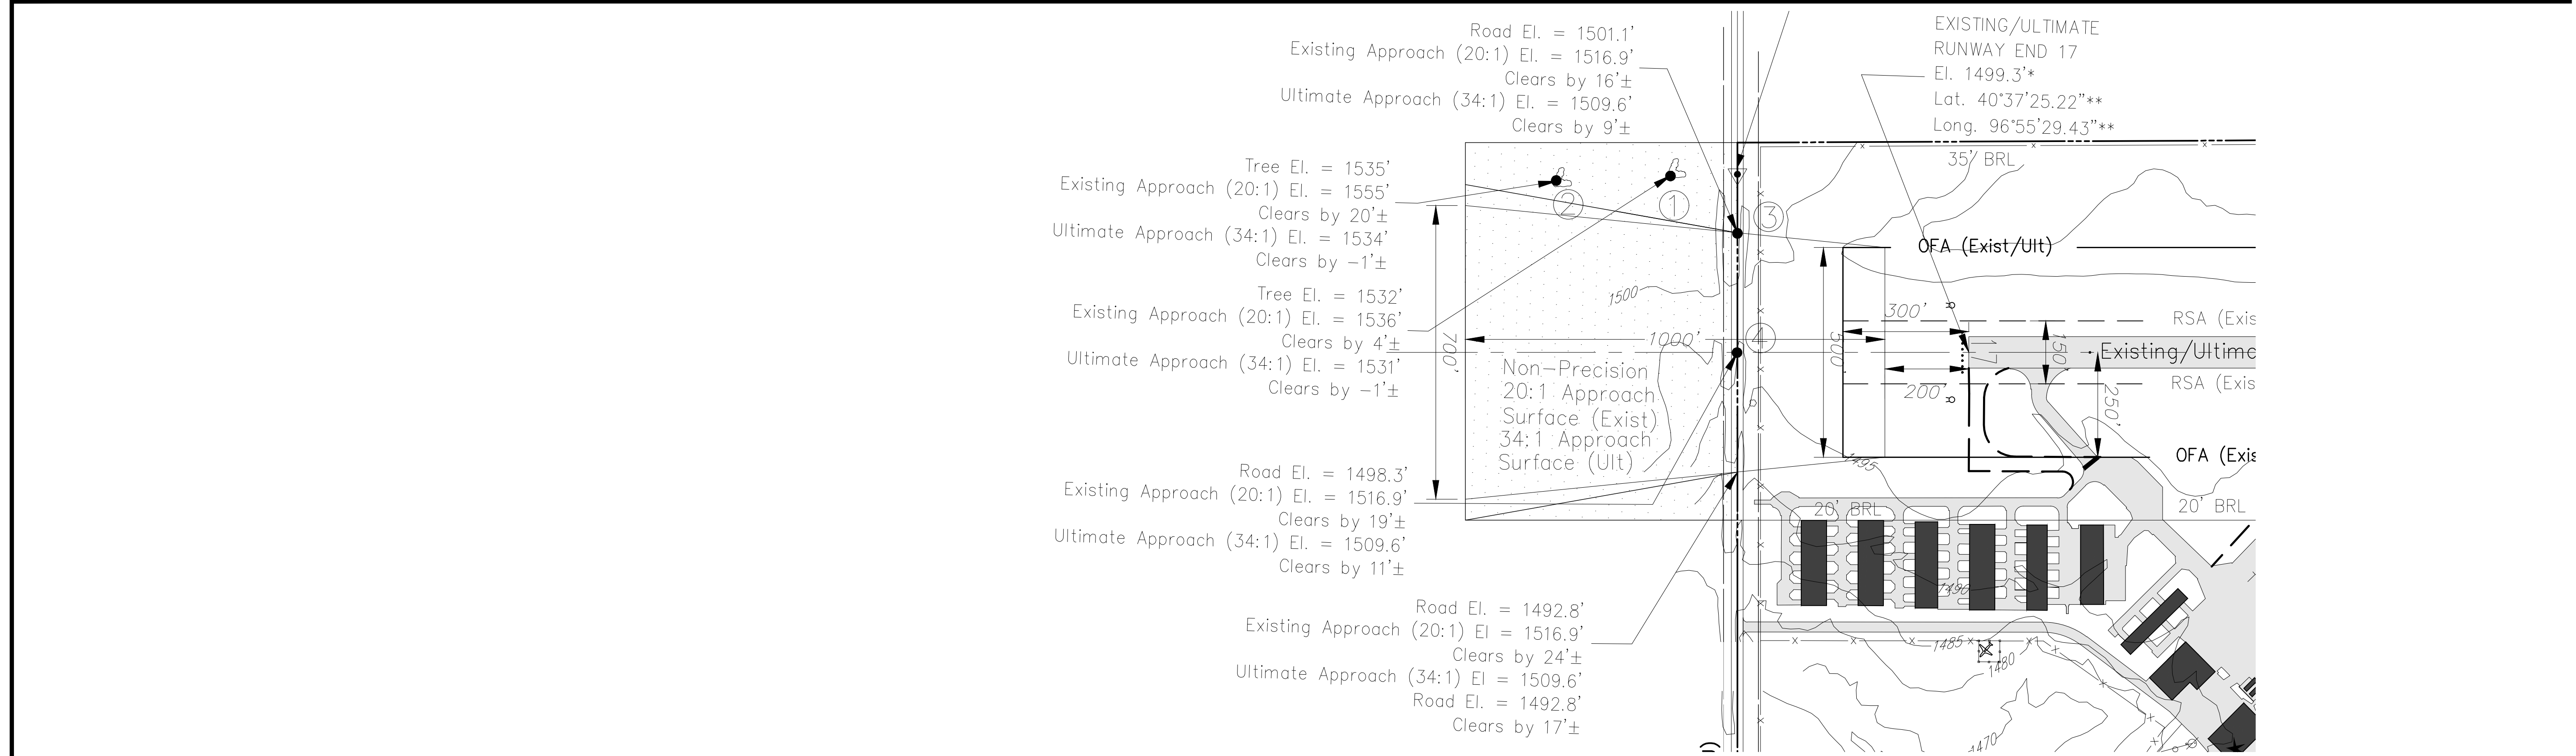 Road El. = 1501.1'
Existing Approach (20:1) El. = 1516.9'
Clears by 16'±
Ultimate Approach (34:1) El. = 1509.6'
Clears by 9'±
EXISTING/ULTIMATE
RUNWAY END 17
El. 1499.3'*
Lat. 40°37'25.22"**
Long. 96°55'29.43"**
Tree El. = 1535'
Existing Approach (20:1) El. = 1555'
Clears by 20'±
Ultimate Approach (34:1) El. = 1534'
Clears by -1'±
Tree El. = 1532'
Existing Approach (20:1) El. = 1536'
Clears by 4'±
Ultimate Approach (34:1) El. = 1531'
Clears by -1'±
Road El. = 1498.3'
Existing Approach (20:1) El. = 1516.9'
Clears by 19'±
Ultimate Approach (34:1) El. = 1509.6'
Clears by 11'±
Road El. = 1492.8'
Existing Approach (20:1) El = 1516.9'
Clears by 24'±
Ultimate Approach (34:1) El = 1509.6'
Road El. = 1492.8'
Clears by 17'±
2
1
3
4
1500
700'
1000'
Non-Precision
20:1 Approach
Surface (Exist)
34:1 Approach
Surface (Ult)
35' BRL
OFA (Exist/Ult)
300'
500'
200'
17
150'
250'
RSA (Exis
Existing/Ultima
RSA (Exis
OFA (Exis
1495
20' BRL
20' BRL
1490
1485
1480
1470